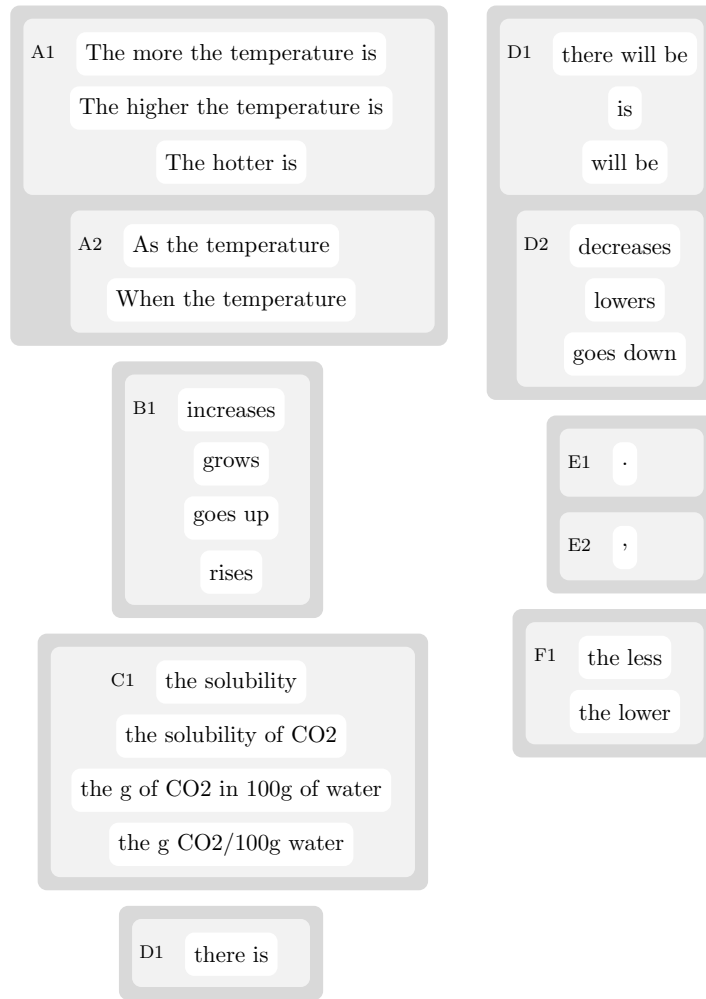 A1 The more the temperature is
The higher the temperature is
The hotter is
A2 As the temperature
When the temperature
B1 increases
grows
goes up
rises
C1 the solubility
the solubility of CO2
the g of CO2 in 100g of water
the g CO2/100g water
D1 there is
D1 there will be
is
will be
D2 decreases
lowers
goes down
E1 .
E2 ,
F1 the less
the lower